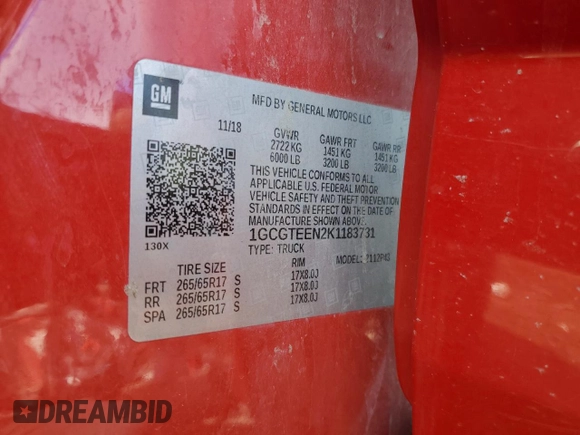 GM
MFD BY GENERAL MOTORS LLC
11/18 GVWR GAWR FRT GAWR RR
2722 KG 1451 KG 1451 KG
6000 LB 3200 LB 3200 LB
THIS VEHICLE CONFORMS TO ALL
APPLICABLE U.S. FEDERAL MOTOR
VEHICLE SAFETY AND THEFT PREVENTION
STANDARDS IN EFFECT ON THE DATE OF
MANUFACTURE SHOWN ABOVE.
1GCGTEEN2K1183731
130X
TYPE: TRUCK MODEL:
TIRE SIZE RIM
FRT 265/65R17 S 17X8.0J
RR 265/65R17 S 17X8.0J
SPA 265/65R17 S 17X8.0J
DREAMBID